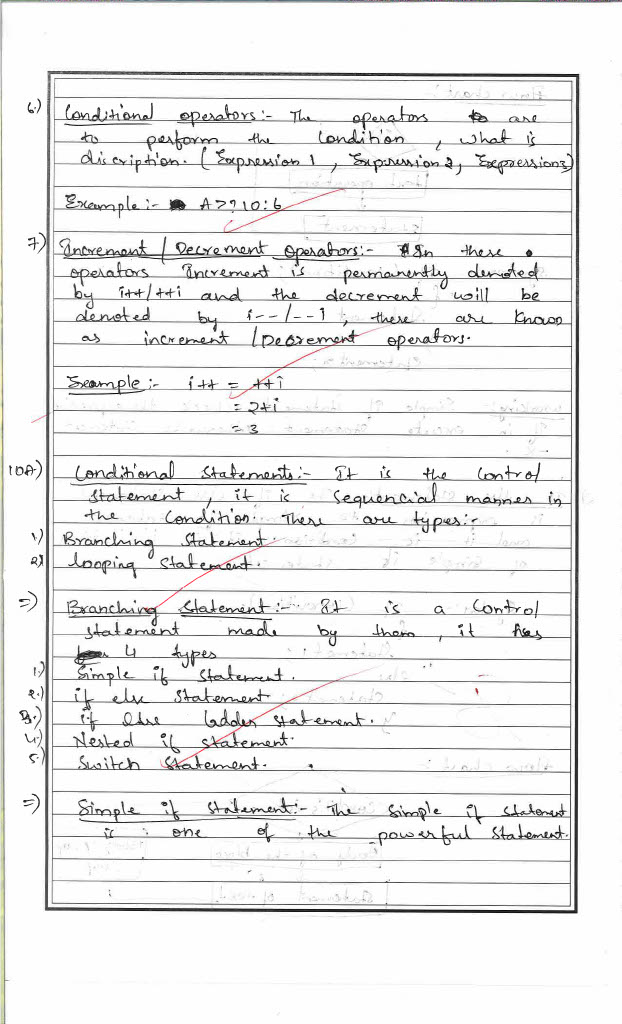 6.) Conditional operators :- The operators are
to perform the Condition, what is
discription. (Expression 1, Expression 2, Expression3)
Example :- A>?10:6
7.) Increment / Decrement operators:- In these
operators Increment is permanently denoted
by i++/++i and the decrement will be
denoted by i--/--1, these are known
as increment / Decrement operators.
Example :- i++ = ++i
= 2+i
= 3
10A.) Conditional Statements :- It is the Control
Statement, it is Sequencial manner in
the Condition. There are types:-
1.) Branching Statement.
2.) looping Statement.
=) Branching Statement :- It is a Control
Statement made by them, it has
4 types
1.) Simple if Statement.
2.) if else Statement
3.) if else ladder Statement.
4.) Nested if statement.
5.) Switch Statement.
=) Simple if Statement:- The Simple if Statement
is one of the powerful Statement.